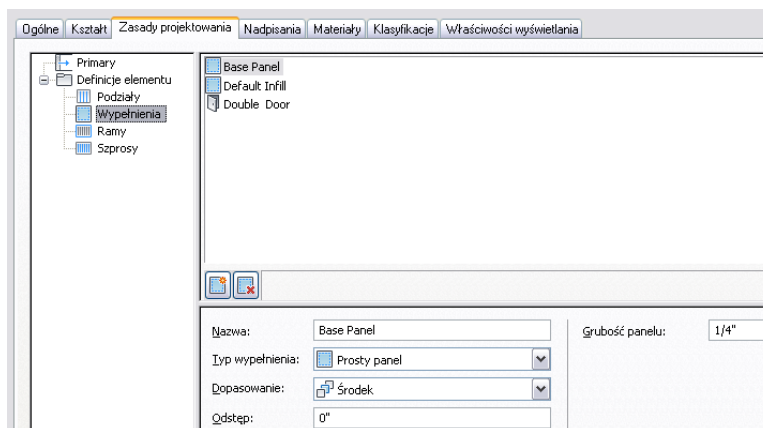 Ogólne Kształt Zasady projektowania Nadpisania Materiały Klasyfikacje Właściwości wyświetlania
Primary
Definicje elementu
Podziały
Wypełnienia
Ramy
Szprosy
Base Panel
Default Infill
Double Door
Nazwa: Base Panel
Grubość panelu: 1/4"
Typ wypełnienia: Prosty panel
Dopasowanie: Środek
Odstęp: 0"